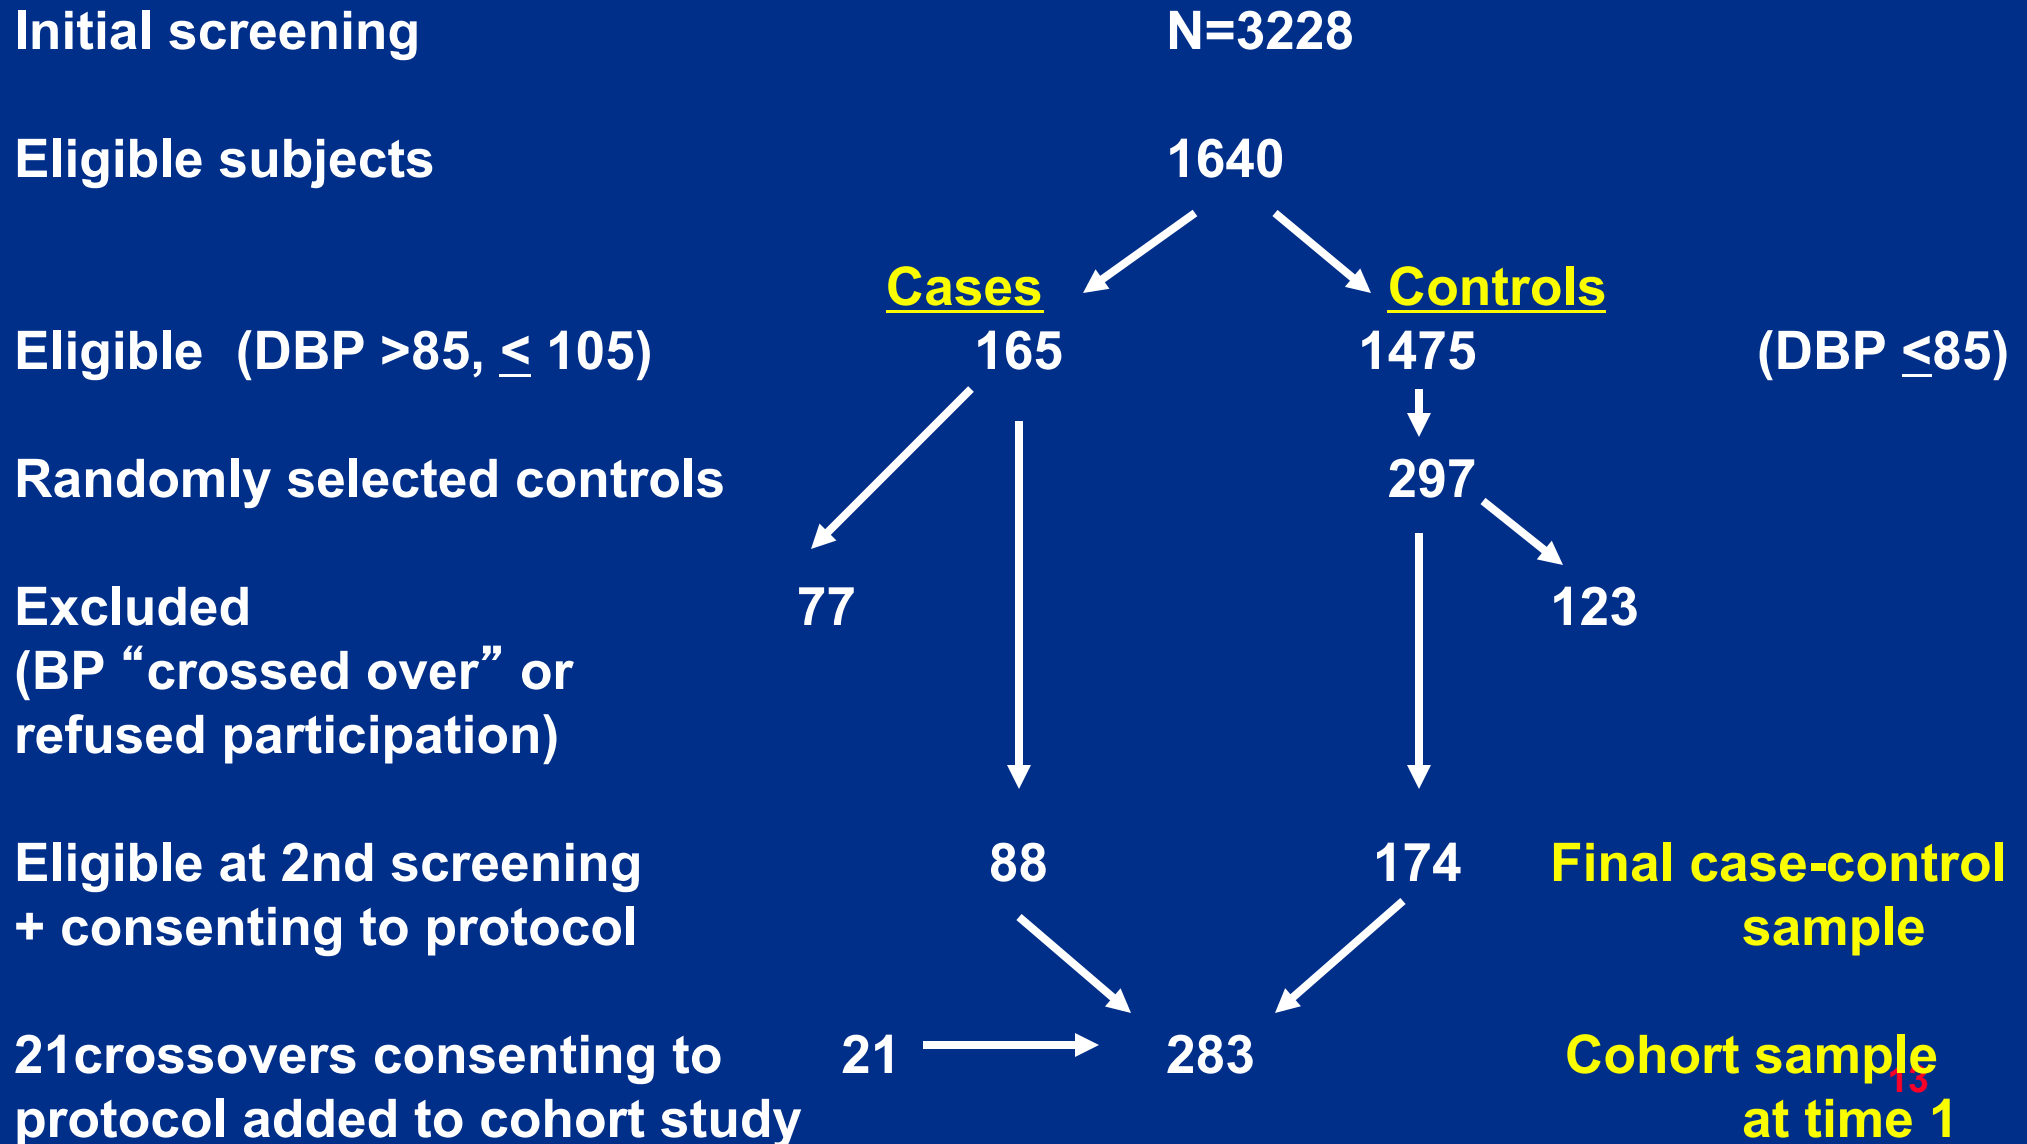 Initial screening N=3228
Eligible subjects 1640
Cases Controls
Eligible (DBP >85, ≤ 105) 165 1475 (DBP ≤85)
Randomly selected controls 297
Excluded 77 123
(BP “crossed over” or
refused participation)
Eligible at 2nd screening 88 174 Final case-control
+ consenting to protocol sample
21crossovers consenting to 21 283 Cohort sample
13
protocol added to cohort study at time 1